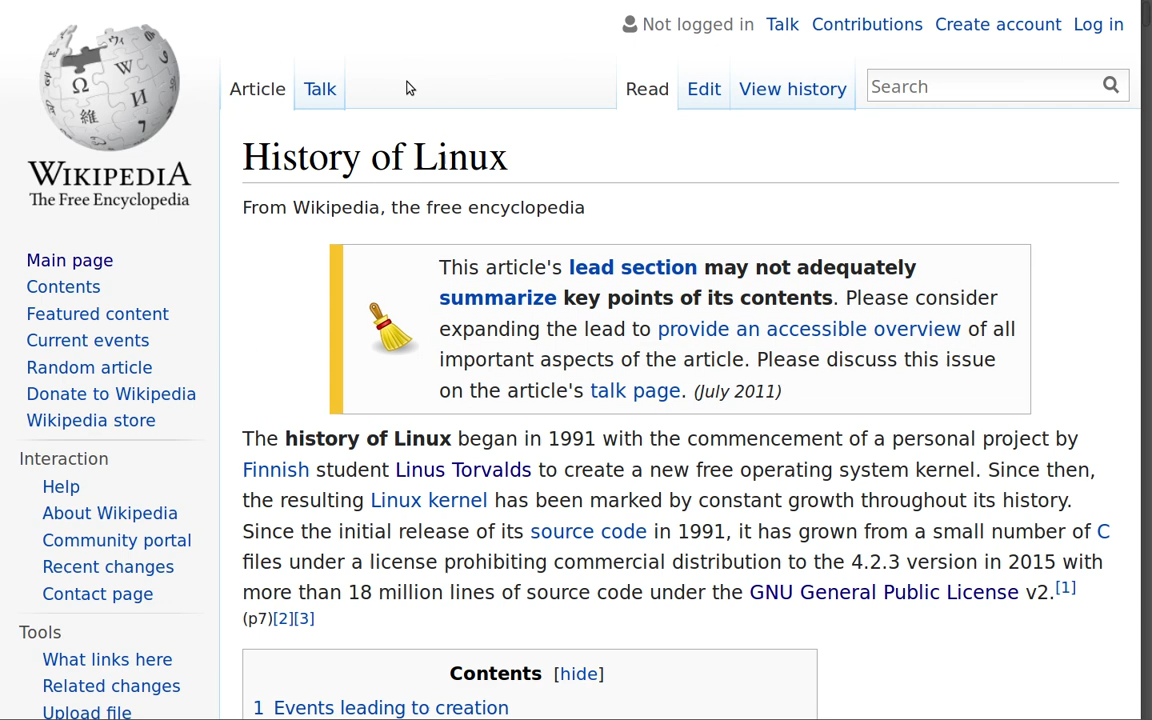 Not logged in Talk Contributions Create account Log in
Article Talk Read Edit View history Search
WIKIPEDIA
The Free Encyclopedia
Main page
Contents
Featured content
Current events
Random article
Donate to Wikipedia
Wikipedia store
Interaction
Help
About Wikipedia
Community portal
Recent changes
Contact page
Tools
What links here
Related changes
Upload file
History of Linux
From Wikipedia, the free encyclopedia
This article's lead section may not adequately
summarize key points of its contents. Please consider
expanding the lead to provide an accessible overview of all
important aspects of the article. Please discuss this issue
on the article's talk page. (July 2011)
The history of Linux began in 1991 with the commencement of a personal project by
Finnish student Linus Torvalds to create a new free operating system kernel. Since then,
the resulting Linux kernel has been marked by constant growth throughout its history.
Since the initial release of its source code in 1991, it has grown from a small number of C
files under a license prohibiting commercial distribution to the 4.2.3 version in 2015 with
more than 18 million lines of source code under the GNU General Public License v2.[1]
(p7)[2][3]
Contents [hide]
1 Events leading to creation